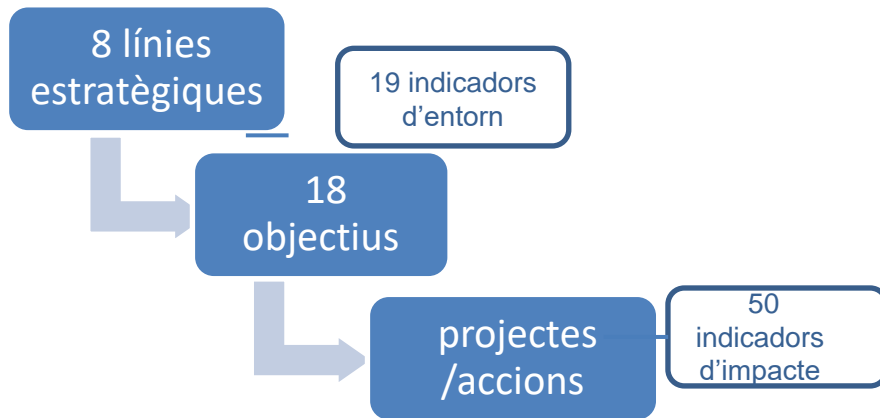 8 línies
estratègiques
19 indicadors
d’entorn
18
objectius
projectes
/accions
50
indicadors
d’impacte